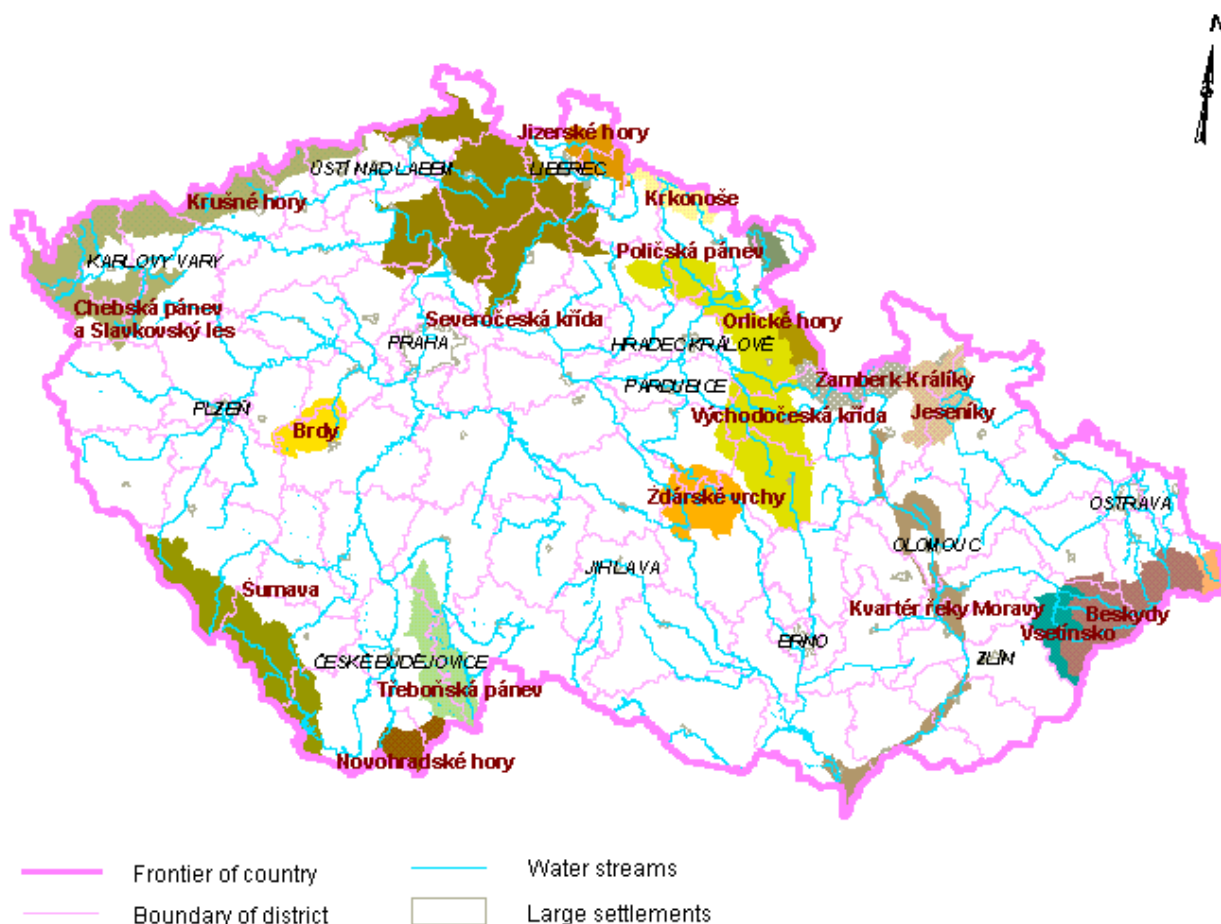 N
Jizerské hory
ÚSTÍ NAD LABEM
LIBEREC
Krušné hory
Krkonoše
Poličská pánev
KARLOVY VARY
Chebská pánev
a Slavkovský les
Severočeská křída
Orlické hory
PRAHA
HRADEC KRÁLOVÉ
Žamberk-Králíky
PARDUBICE
PLZEŇ
Východočeská křída
Jeseníky
Brdy
Ždárské vrchy
OSTRAVA
OLOMOUC
JIHLAVA
Šumava
Kvartér řeky Moravy
Beskydy
Vsetínsko
BRNO
ZLÍN
ČESKÉ BUDĚJOVICE
Třeboňská pánev
Novohradské hory
Frontier of country
Water streams
Boundary of district
Large settlements